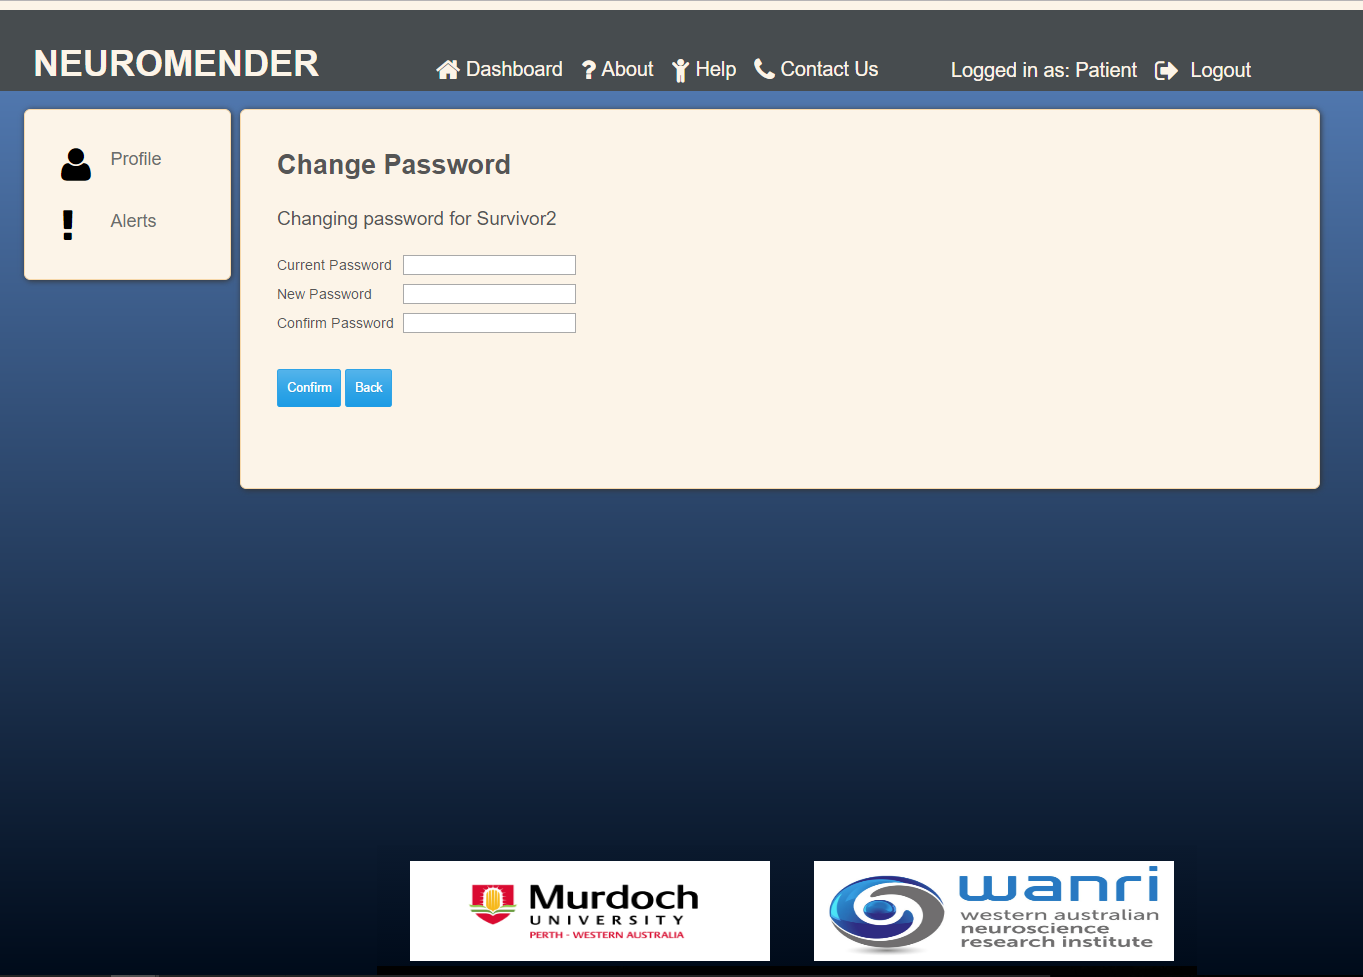 NEUROMENDER
Dashboard ? About Help Contact Us Logged in as: Patient Logout
Profile
! Alerts
Change Password
Changing password for Survivor2
Current Password
New Password
Confirm Password
Confirm Back
Murdoch
UNIVERSITY
PERTH - WESTERN AUSTRALIA
wanri
western australian
neuroscience
research institute